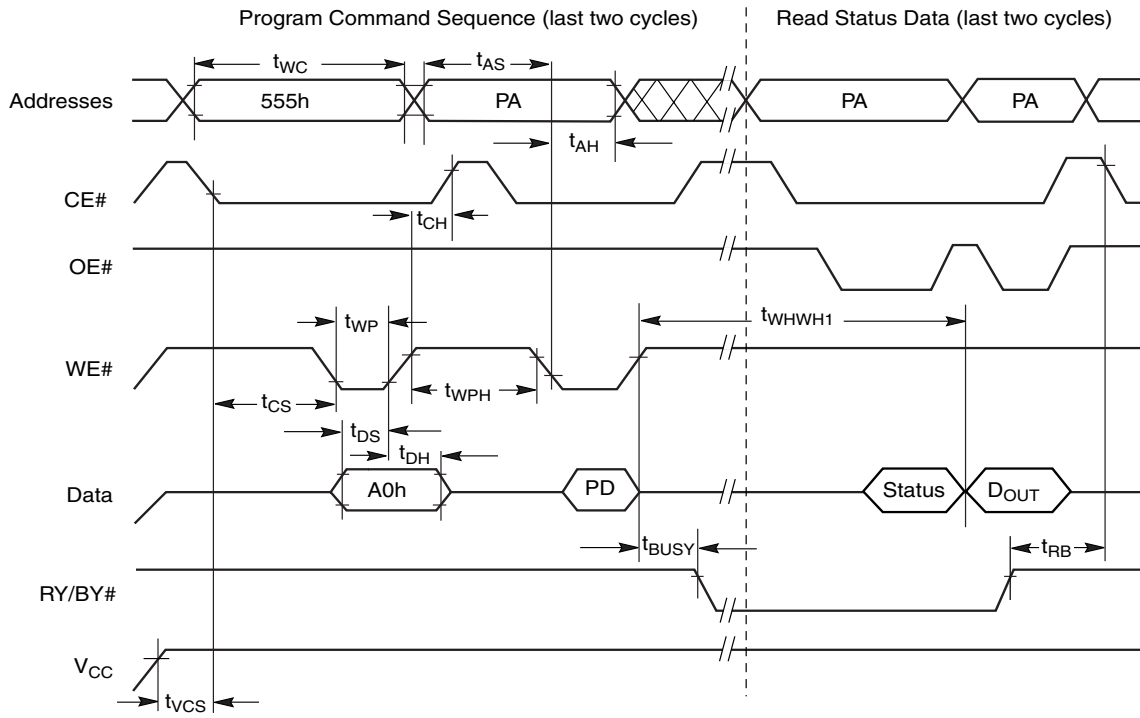 Program Command Sequence (last two cycles)
Read Status Data (last two cycles)
tWC
tAS
Addresses
555h
PA
PA
PA
tAH
CE#
tCH
OE#
tWHWH1
tWP
WE#
tWPH
tCS
tDS
tDH
Data
A0h
PD
Status
DOUT
tBUSY
tRB
RY/BY#
VCC
tVCS